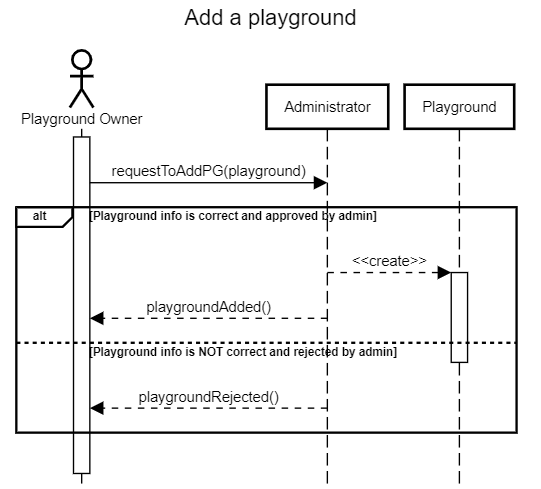 Add a playground
Playground Owner
Administrator
Playground
requestToAddPG(playground)
alt
[Playground info is correct and approved by admin]
<<create>>
playgroundAdded()
[Playground info is NOT correct and rejected by admin]
playgroundRejected()